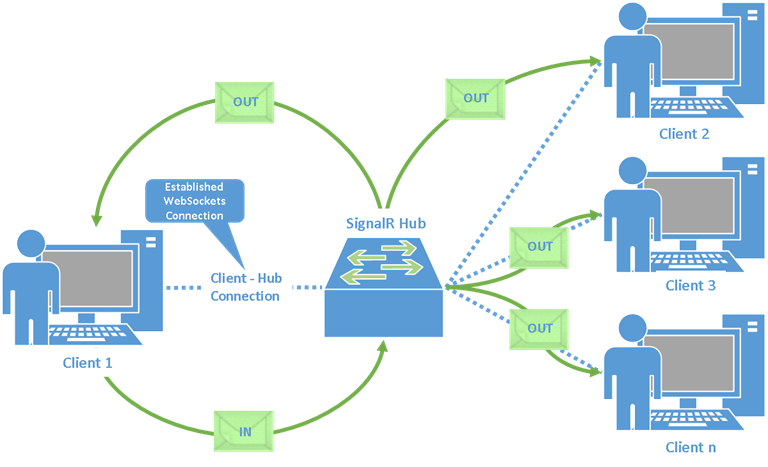 OUT
OUT
Client 2
Established
WebSockets
Connection
SignalR Hub
OUT
Client - Hub
Connection
Client 3
OUT
Client 1
IN
Client n